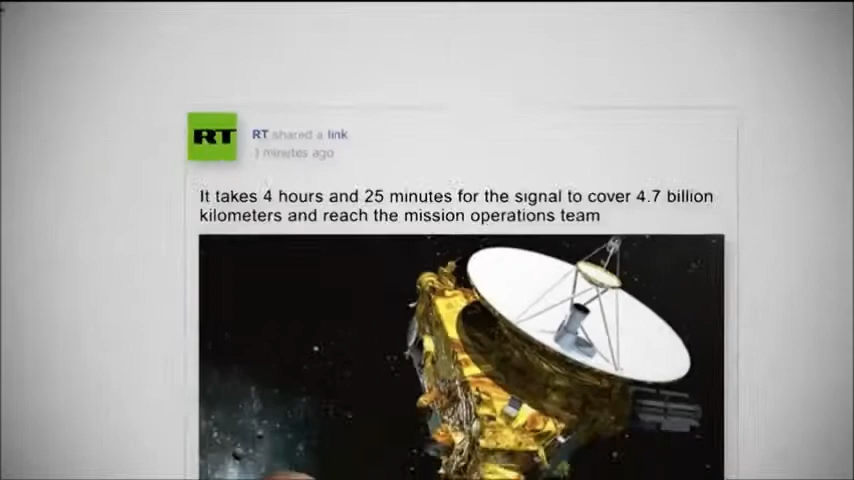 RT
RT shared a link
3 minutes ago
It takes 4 hours and 25 minutes for the signal to cover 4.7 billion
kilometers and reach the mission operations team